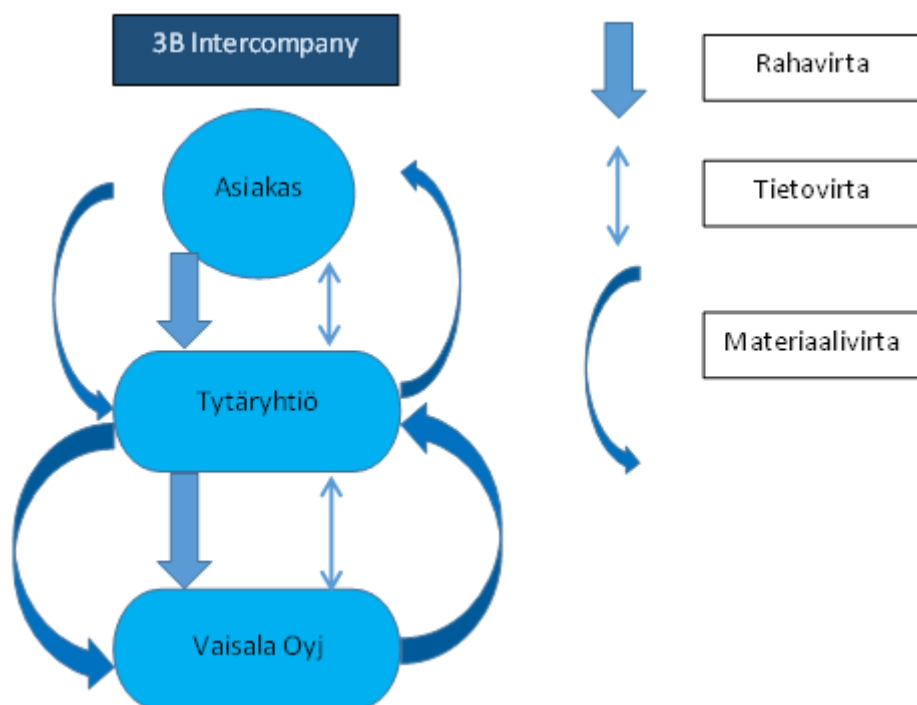 3B Intercompany
Rahavirta
Asiakas
Tietovirta
Materiaalivirta
Tytäryhtiö
Vaisala Oyj